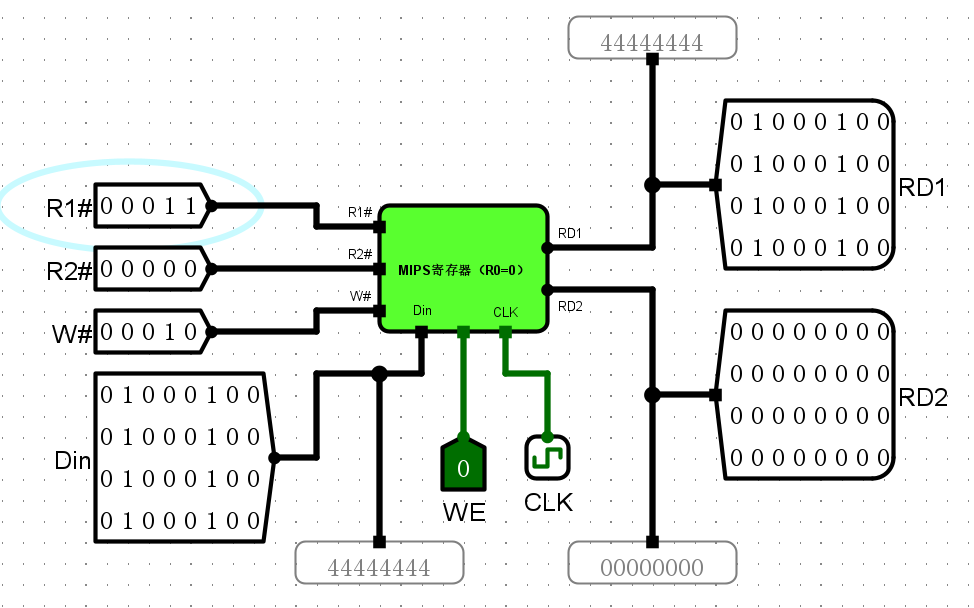 44444444
0 1 0 0 0 1 0 0
0 1 0 0 0 1 0 0
0 1 0 0 0 1 0 0
0 1 0 0 0 1 0 0
RD1
R1#
0 0 0 1 1
R1#
R2#
0 0 0 0 0
R2#
W#
0 0 0 1 0
W#
MIPS寄存器（R0=0）
Din
CLK
RD1
RD2
0 0 0 0 0 0 0 0
0 0 0 0 0 0 0 0
0 0 0 0 0 0 0 0
0 0 0 0 0 0 0 0
RD2
Din
0 1 0 0 0 1 0 0
0 1 0 0 0 1 0 0
0 1 0 0 0 1 0 0
0 1 0 0 0 1 0 0
0
WE
CLK
44444444
00000000